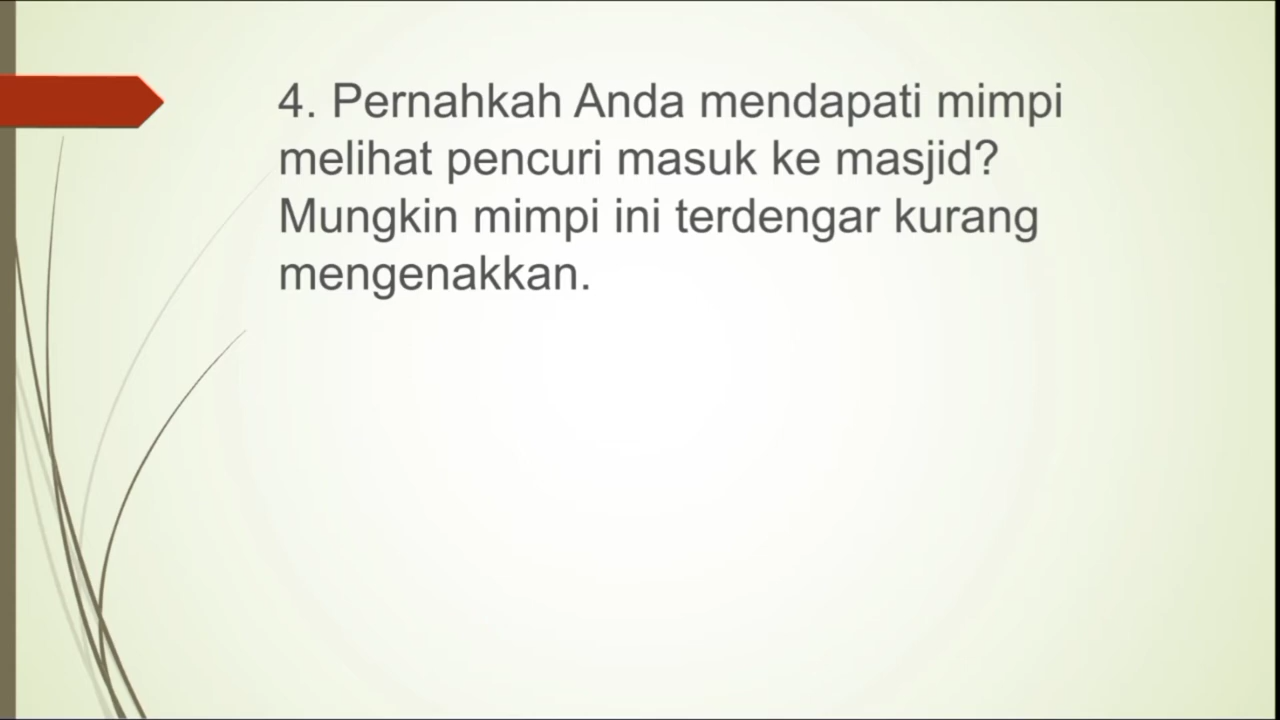 4. Pernahkah Anda mendapati mimpi
melihat pencuri masuk ke masjid?
Mungkin mimpi ini terdengar kurang
mengenakkan.